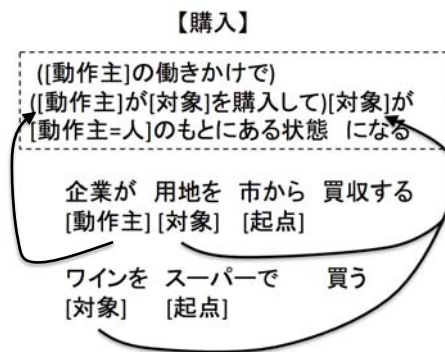 【購入】
([動作主]の働きかけで)
([動作主]が[対象]を購入して)[対象]が
[動作主=人]のもとにある状態 になる
企業が 用地を 市から 買収する
[動作主] [対象] [起点]
ワインを スーパーで 買う
[対象] [起点]